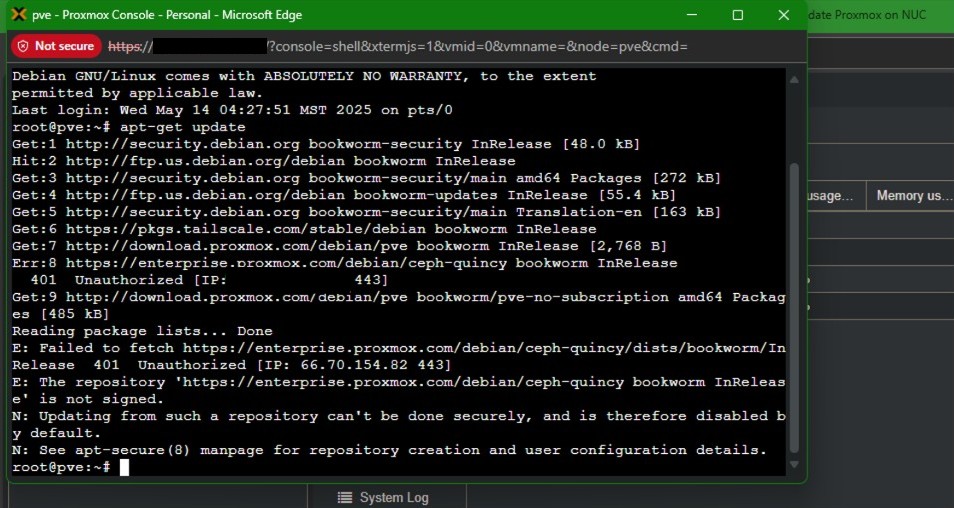 pve - Proxmox Console - Personal - Microsoft Edge
date Proxmox on NUC
Not secure https:// /?console=shell&xtermjs=1&vmid=0&vmname=&node=pve&cmd=
Debian GNU/Linux comes with ABSOLUTELY NO WARRANTY, to the extent
permitted by applicable law.
Last login: Wed May 14 04:27:51 MST 2025 on pts/0
root@pve:~# apt-get update
Get:1 http://security.debian.org bookworm-security InRelease [48.0 kB]
Hit:2 http://ftp.us.debian.org/debian bookworm InRelease
Get:3 http://security.debian.org bookworm-security/main amd64 Packages [272 kB]
Get:4 http://ftp.us.debian.org/debian bookworm-updates InRelease [55.4 kB]
Get:5 http://security.debian.org bookworm-security/main Translation-en [163 kB]
Get:6 https://pkgs.tailscale.com/stable/debian bookworm InRelease
Get:7 http://download.proxmox.com/debian/pve bookworm InRelease [2,768 B]
Err:8 https://enterprise.proxmox.com/debian/ceph-quincy bookworm InRelease
401 Unauthorized [IP: 443]
Get:9 http://download.proxmox.com/debian/pve bookworm/pve-no-subscription amd64 Packag
es [485 kB]
Reading package lists... Done
E: Failed to fetch https://enterprise.proxmox.com/debian/ceph-quincy/dists/bookworm/In
Release 401 Unauthorized [IP: 66.70.154.82 443]
E: The repository 'https://enterprise.proxmox.com/debian/ceph-quincy bookworm InReleas
e' is not signed.
N: Updating from such a repository can't be done securely, and is therefore disabled b
y default.
N: See apt-secure(8) manpage for repository creation and user configuration details.
root@pve:~#
usage... Memory us...
System Log